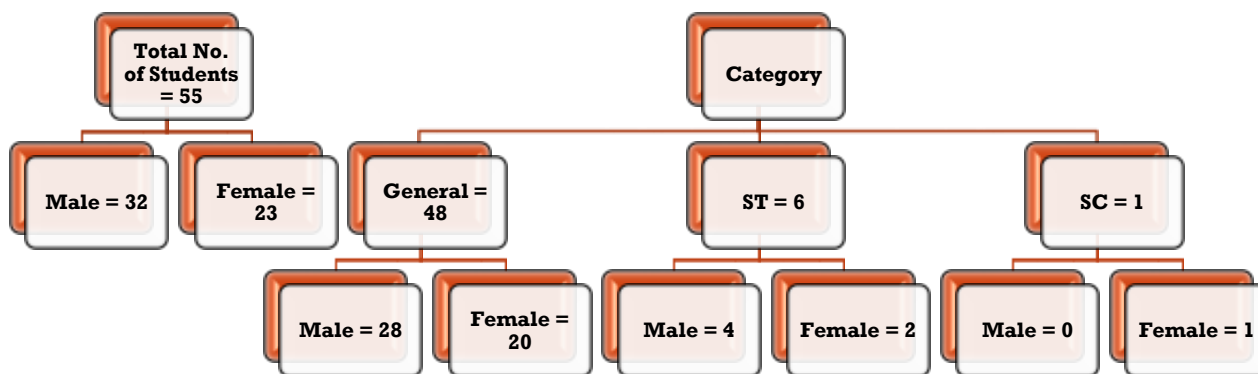 Total No.
of Students
= 55
Category
Male = 32
Female =
23
General =
48
ST = 6
SC = 1
Male = 28
Female =
20
Male = 4
Female = 2
Male = 0
Female = 1